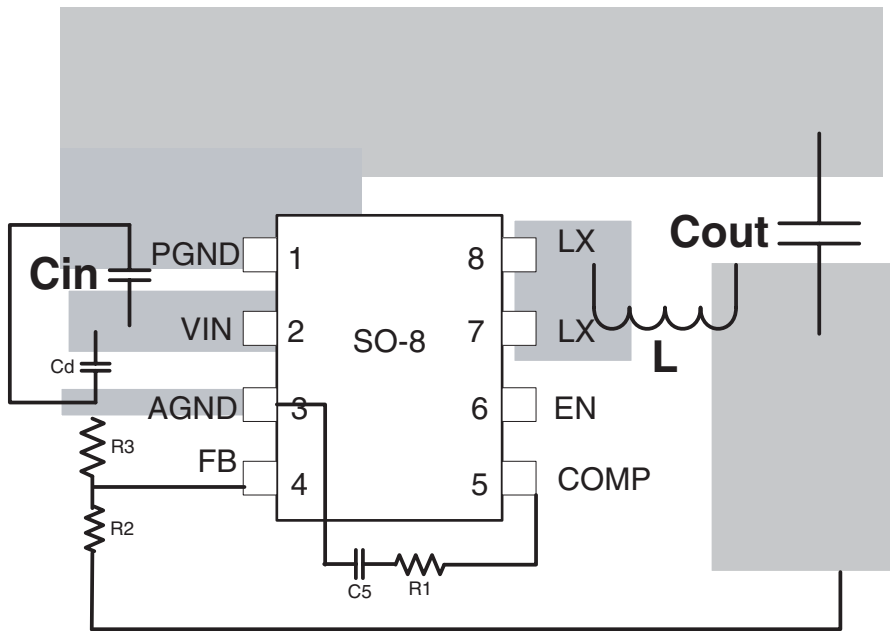 PGND 1 8 LX Cout
Cin
VIN 2 SO-8 7 LX
L
Cd
AGND 3 6 EN
R3
FB 4 5 COMP
R2
C5 R1